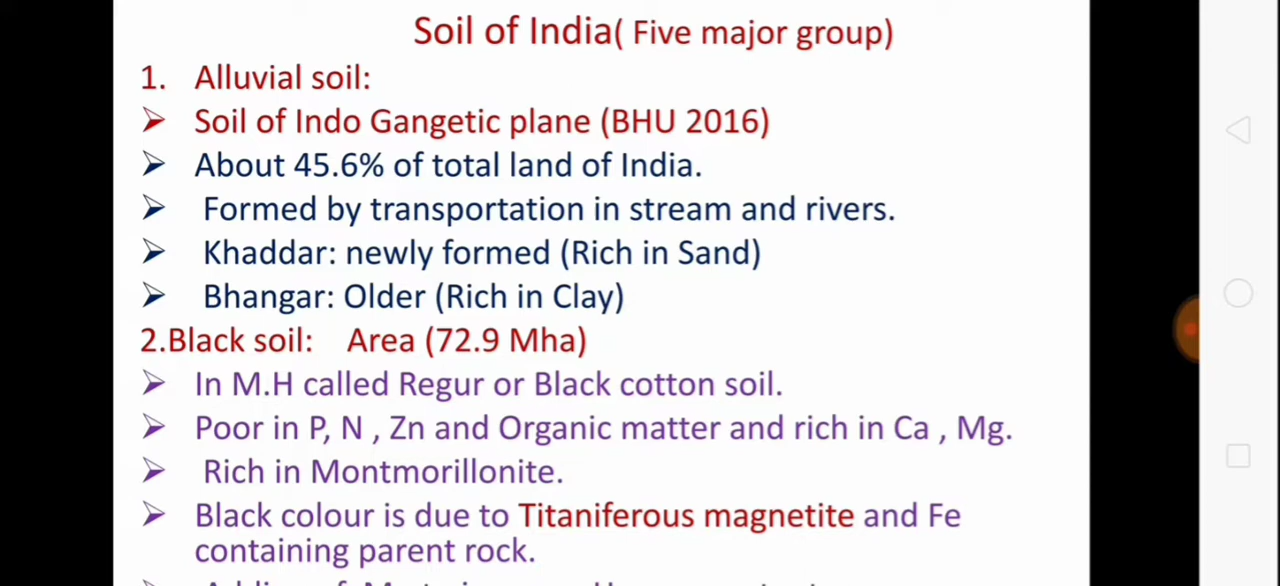 Soil of India( Five major group)
1. Alluvial soil:
➢ Soil of Indo Gangetic plane (BHU 2016)
➢ About 45.6% of total land of India.
➢ Formed by transportation in stream and rivers.
➢ Khaddar: newly formed (Rich in Sand)
➢ Bhangar: Older (Rich in Clay)
2.Black soil: Area (72.9 Mha)
➢ In M.H called Regur or Black cotton soil.
➢ Poor in P, N , Zn and Organic matter and rich in Ca , Mg.
➢ Rich in Montmorillonite.
➢ Black colour is due to Titaniferous magnetite and Fe
containing parent rock.